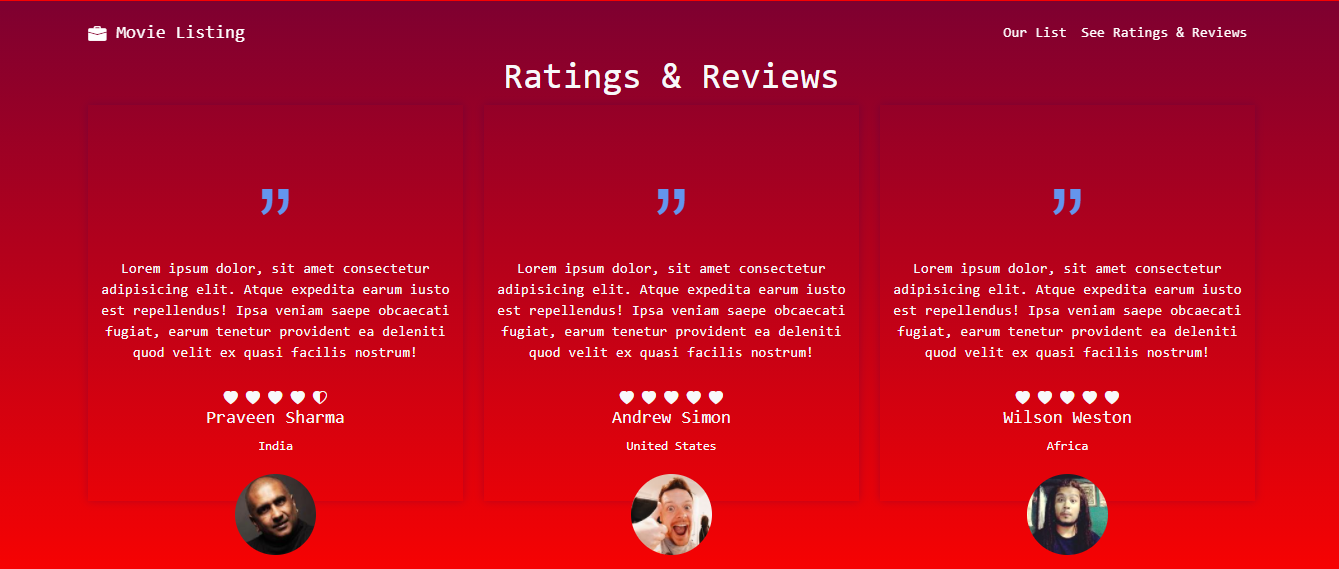 Movie Listing
Our List See Ratings & Reviews
Ratings & Reviews
”
Lorem ipsum dolor, sit amet consectetur
adipisicing elit. Atque expedita earum iusto
est repellendus! Ipsa veniam saepe obcaecati
fugiat, earum tenetur provident ea deleniti
quod velit ex quasi facilis nostrum!
Praveen Sharma
India
”
Lorem ipsum dolor, sit amet consectetur
adipisicing elit. Atque expedita earum iusto
est repellendus! Ipsa veniam saepe obcaecati
fugiat, earum tenetur provident ea deleniti
quod velit ex quasi facilis nostrum!
Andrew Simon
United States
”
Lorem ipsum dolor, sit amet consectetur
adipisicing elit. Atque expedita earum iusto
est repellendus! Ipsa veniam saepe obcaecati
fugiat, earum tenetur provident ea deleniti
quod velit ex quasi facilis nostrum!
Wilson Weston
Africa